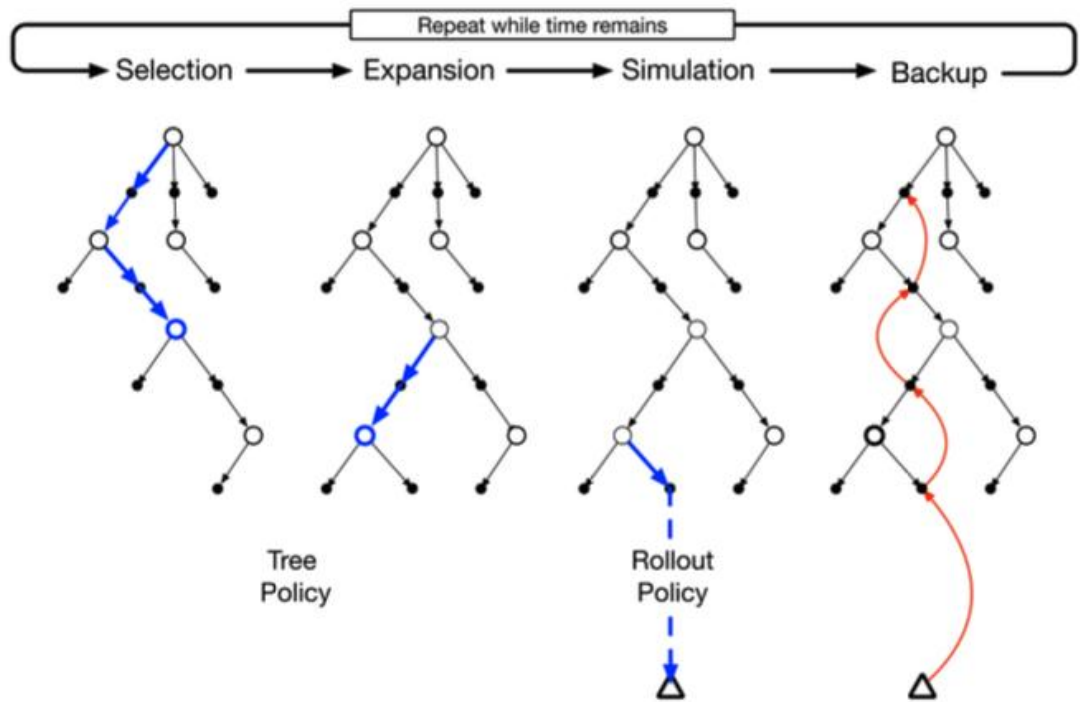 Repeat while time remains
Selection
Expansion
Simulation
Backup
Tree
Policy
Rollout
Policy